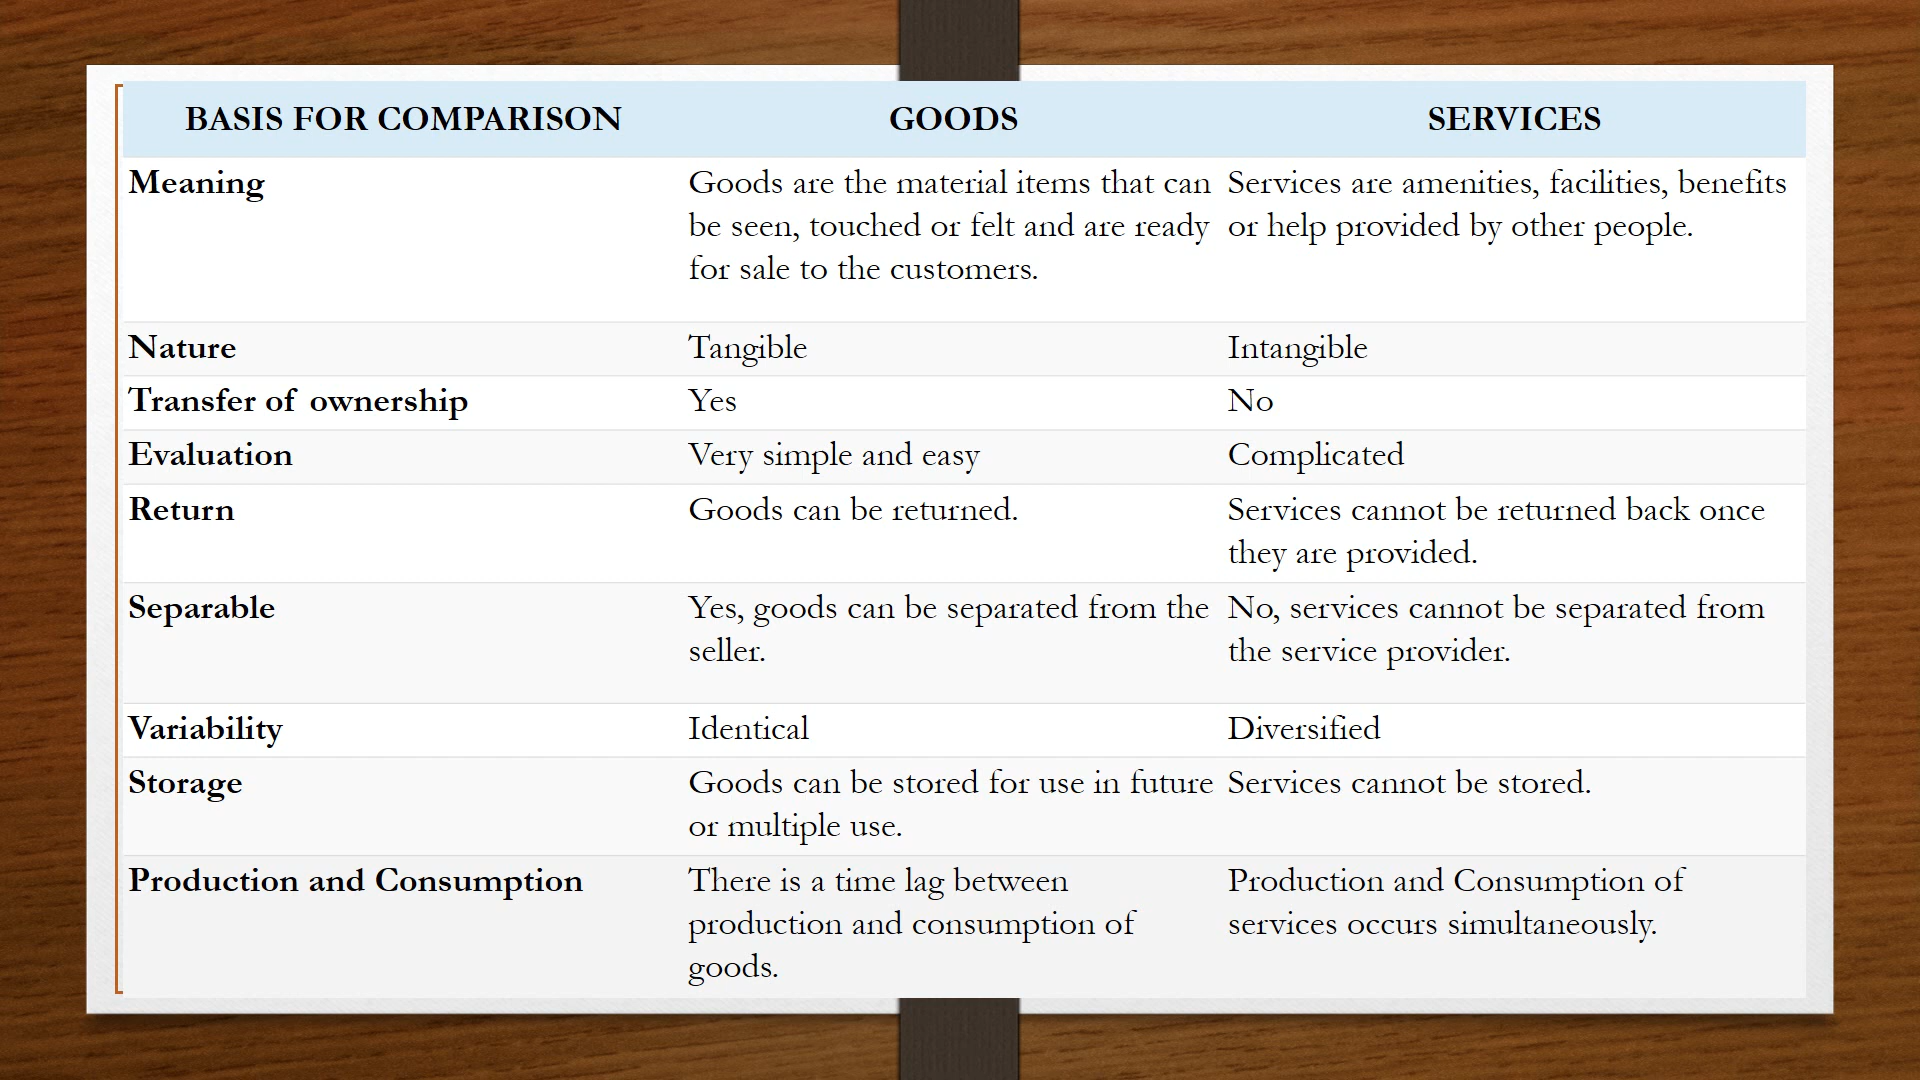 BASIS FOR COMPARISON GOODS SERVICES
Meaning Goods are the material items that can Services are amenities, facilities, benefits
be seen, touched or felt and are ready or help provided by other people.
for sale to the customers.
Nature Tangible Intangible
Transfer of ownership Yes No
Evaluation Very simple and easy Complicated
Return Goods can be returned. Services cannot be returned back once
they are provided.
Separable Yes, goods can be separated from the No, services cannot be separated from
seller. the service provider.
Variability Identical Diversified
Storage Goods can be stored for use in future Services cannot be stored.
or multiple use.
Production and Consumption There is a time lag between Production and Consumption of
production and consumption of services occurs simultaneously.
goods.